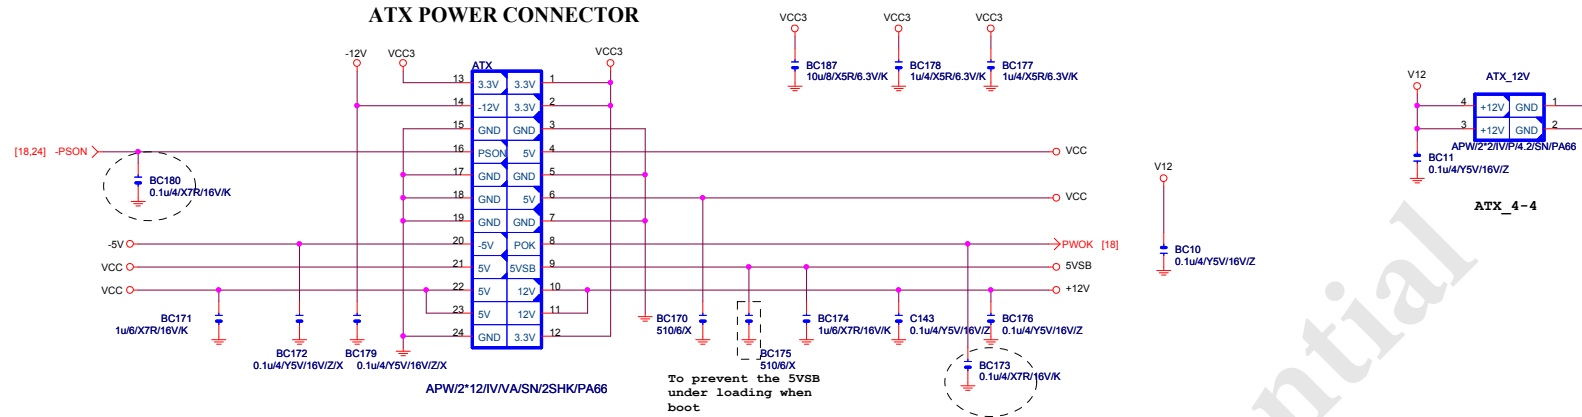 ATX POWER CONNECTOR
VCC3
VCC3
VCC3
-12V
VCC3
VCC3
ATX
BC187
10u/8/X5R/6.3V/K
BC178
1u/4/X5R/6.3V/K
BC177
1u/4/X5R/6.3V/K
13 3.3V 3.3V 1
14 -12V 3.3V 2
15 GND GND 3
[18,24] -PSON 16 PSON 5V 4 VCC
17 GND GND 5
18 GND 5V 6 VCC
19 GND GND 7
-5V 20 -5V POK 8 PWOK [18]
VCC 21 5V 5VSB 9 5VSB
VCC 22 5V 12V 10 +12V
23 5V 12V 11
24 GND 3.3V 12
BC180
0.1u/4/X7R/16V/K
BC171
1u/6/X7R/16V/K
BC172
0.1u/4/Y5V/16V/Z/X
BC179
0.1u/4/Y5V/16V/Z/X
APW/2*12/IV/VA/SN/2SHK/PA66
BC170
510/6/X
BC175
510/6/X
To prevent the 5VSB
under loading when
boot
BC174
1u/6/X7R/16V/K
C143
0.1u/4/Y5V/16V/Z
BC176
0.1u/4/Y5V/16V/Z
BC173
0.1u/4/X7R/16V/K
V12
BC10
0.1u/4/Y5V/16V/Z
V12
ATX_12V
4 +12V GND 1
3 +12V GND 2
APW/2*2/IV/P/4.2/SN/PA66
BC11
0.1u/4/Y5V/16V/Z
ATX_4-4
ntial